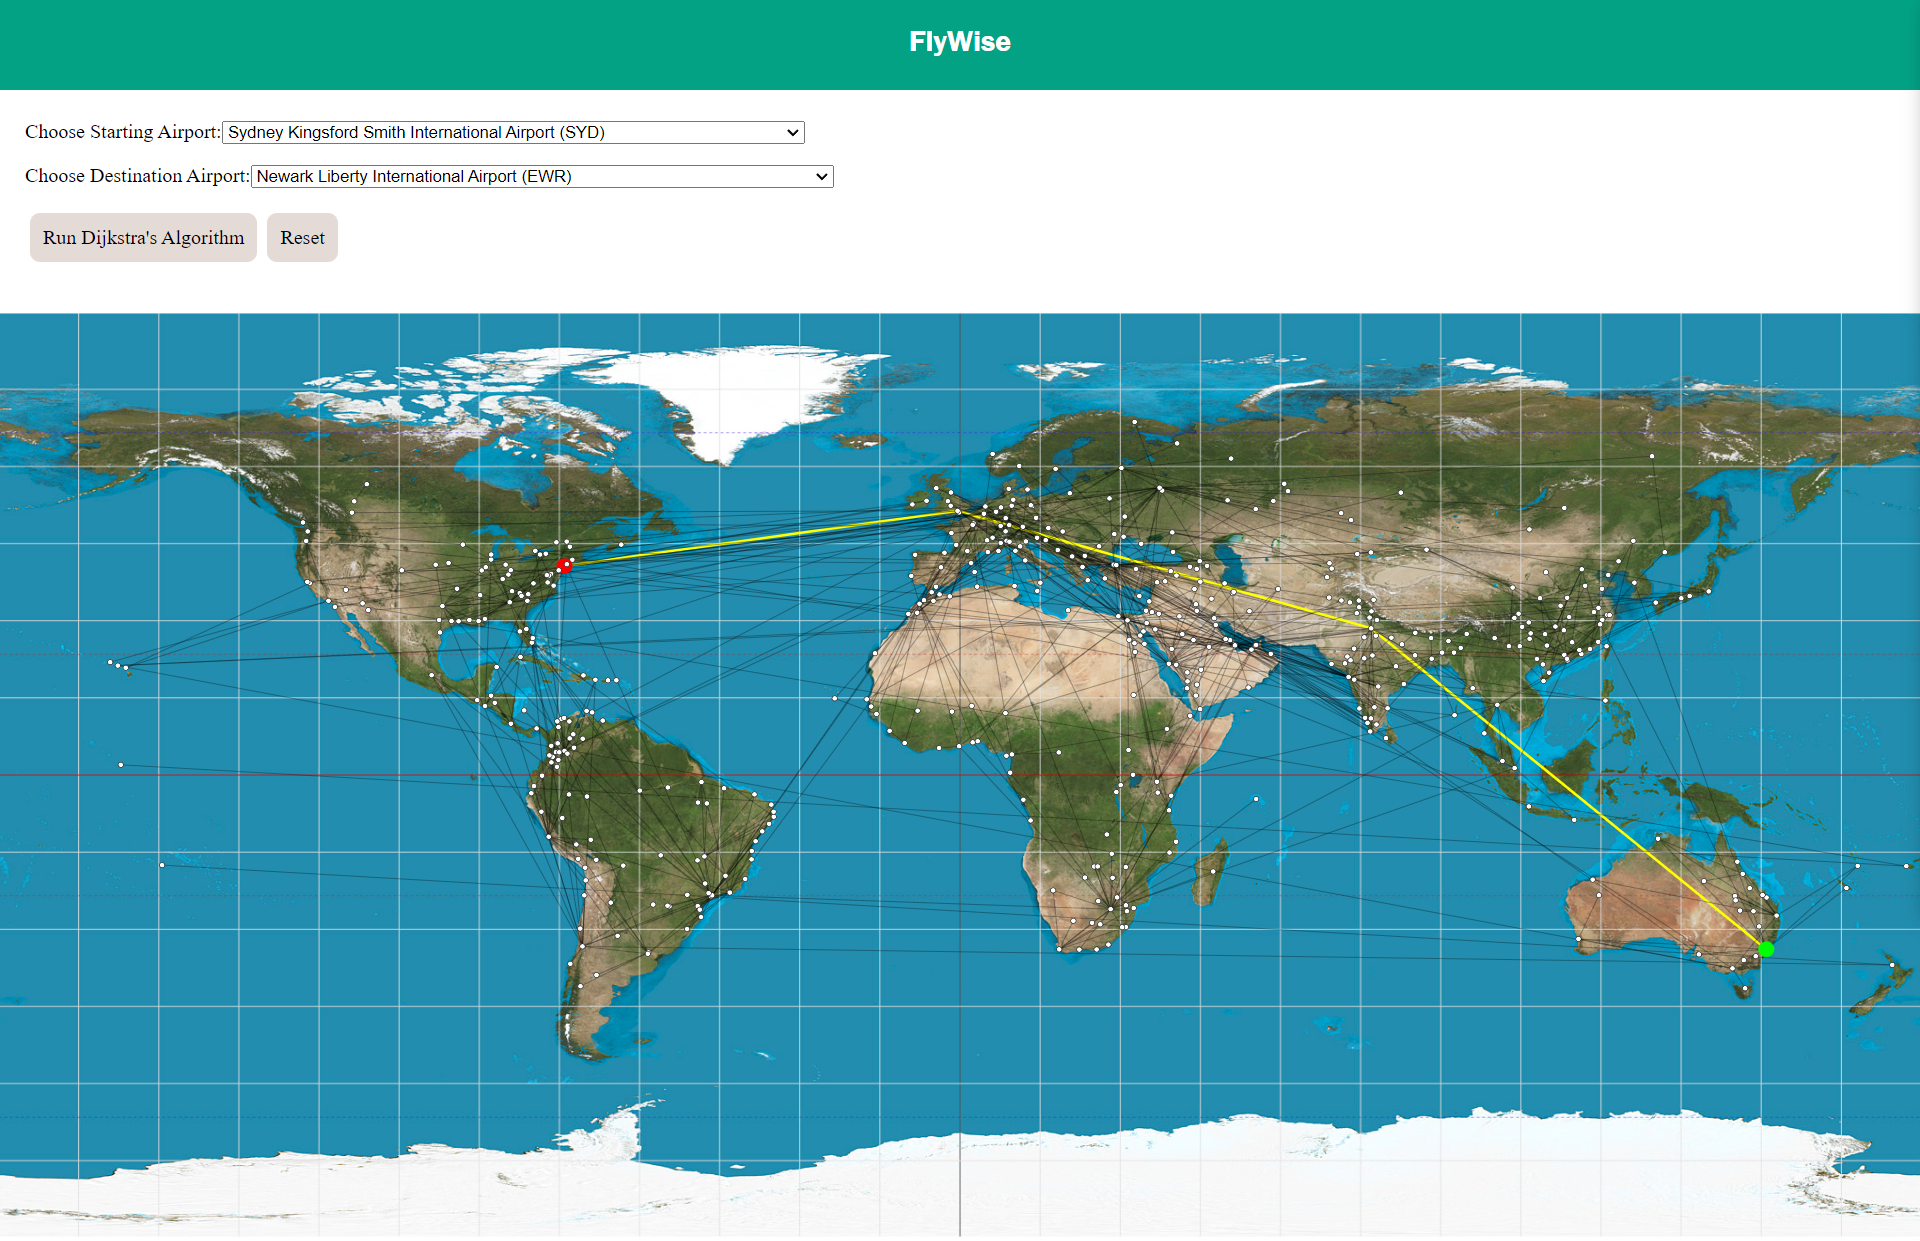 FlyWise
Choose Starting Airport: Sydney Kingsford Smith International Airport (SYD)
Choose Destination Airport: Newark Liberty International Airport (EWR)
Run Dijkstra's Algorithm Reset